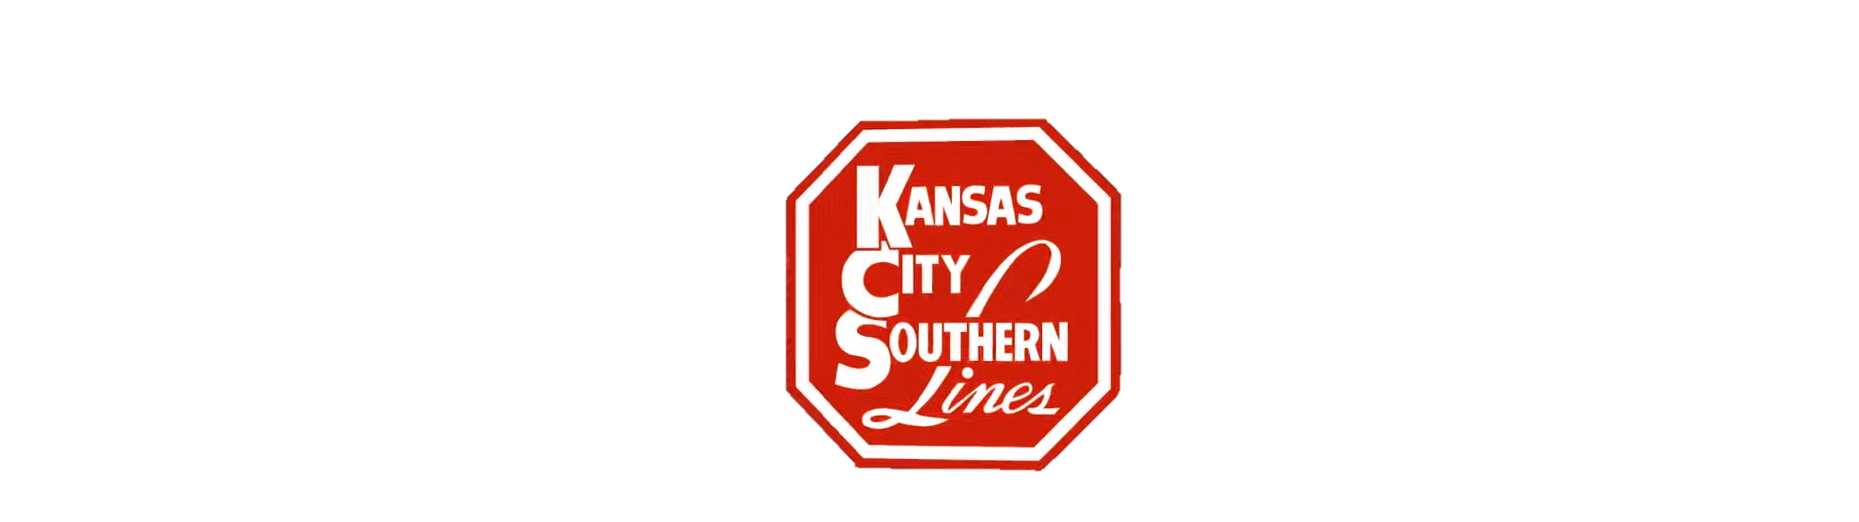 KANSAS
CITY
SOUTHERN
Lines